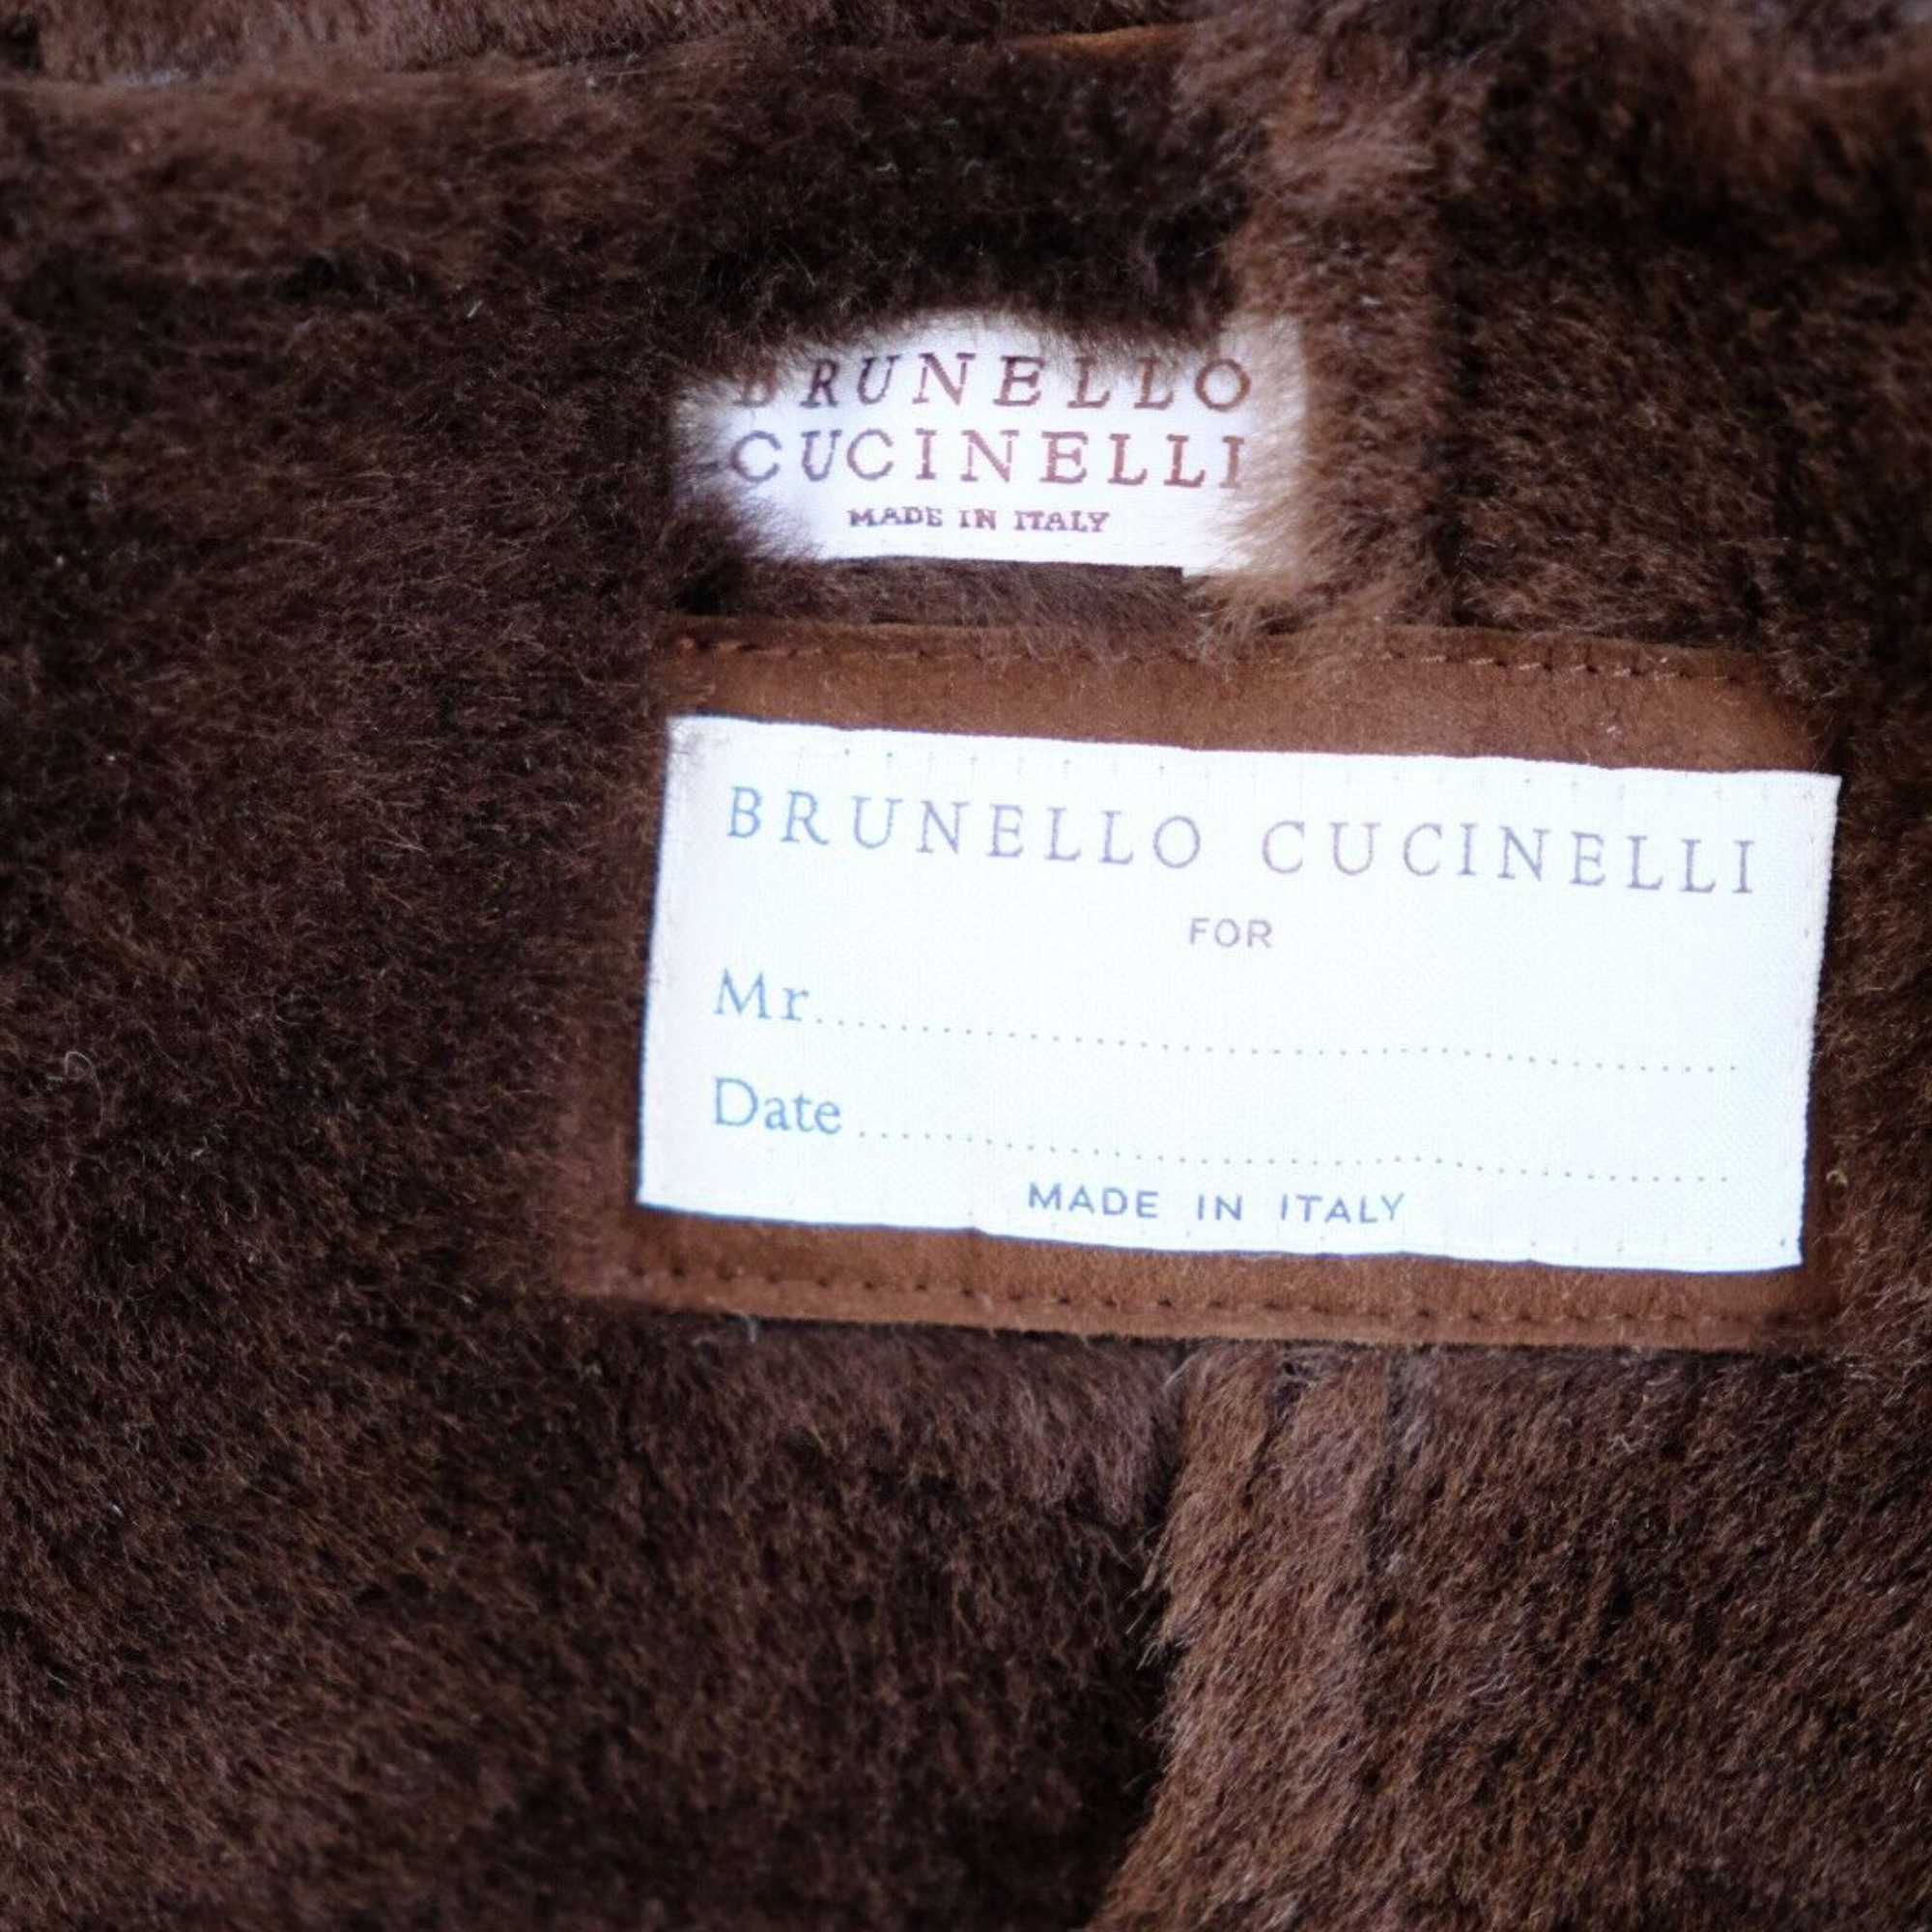 BRUNELLO
CUCINELLI
MADE IN ITALY
BRUNELLO CUCINELLI
FOR
Mr.............................................
Date.............................................
MADE IN ITALY